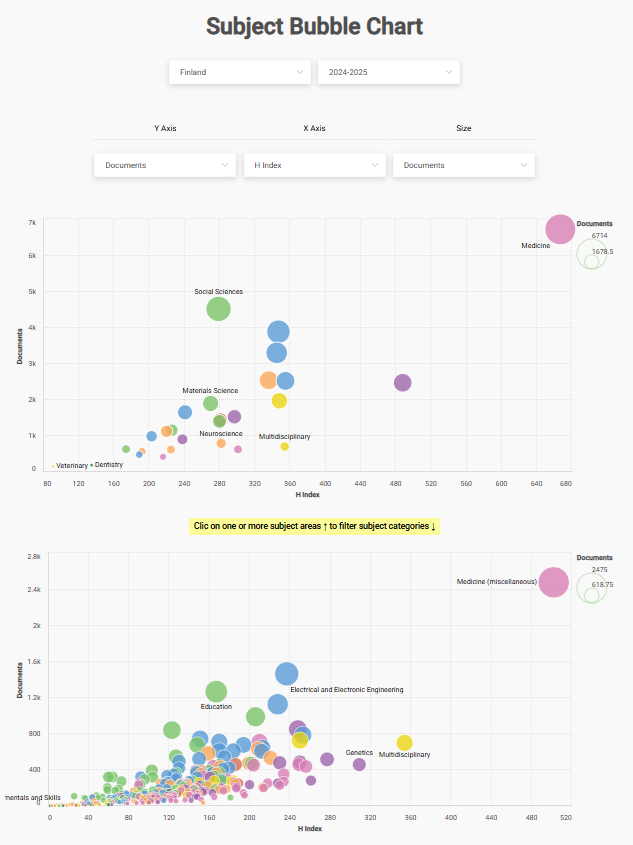 Subject Bubble Chart
Finland 2024-2025
Y Axis X Axis Size
Documents H Index Documents
7k
6k
5k
4k
3k
2k
1k
0
Documents
Medicine
Social Sciences
Materials Science
Neuroscience
Multidisciplinary
Veterinary Dentistry
Documents
6714
1678.5
80 120 160 200 240 280 320 360 400 440 480 520 560 600 640 680
H Index
Clic on one or more subject areas ↑ to filter subject categories ↓
2.8k
2.4k
2k
1.6k
1.2k
800
400
0
Documents
Medicine (miscellaneous)
Electrical and Electronic Engineering
Education
Genetics
Multidisciplinary
mentals and Skills
Documents
2475
618.75
0 40 80 120 160 200 240 280 320 360 400 440 480 520
H Index